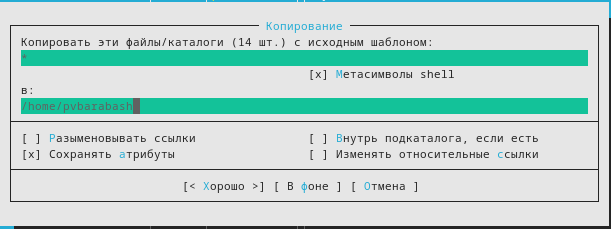 Копирование
Копировать эти файлы/каталоги (14 шт.) с исходным шаблоном:
*
[x] Метасимволы shell
в:
/home/pvbarabash
[ ] Разыменовывать ссылки [ ] Внутрь подкаталога, если есть
[x] Сохранять атрибуты [ ] Изменять относительные ссылки
[< Хорошо >] [ В фоне ] [ Отмена ]